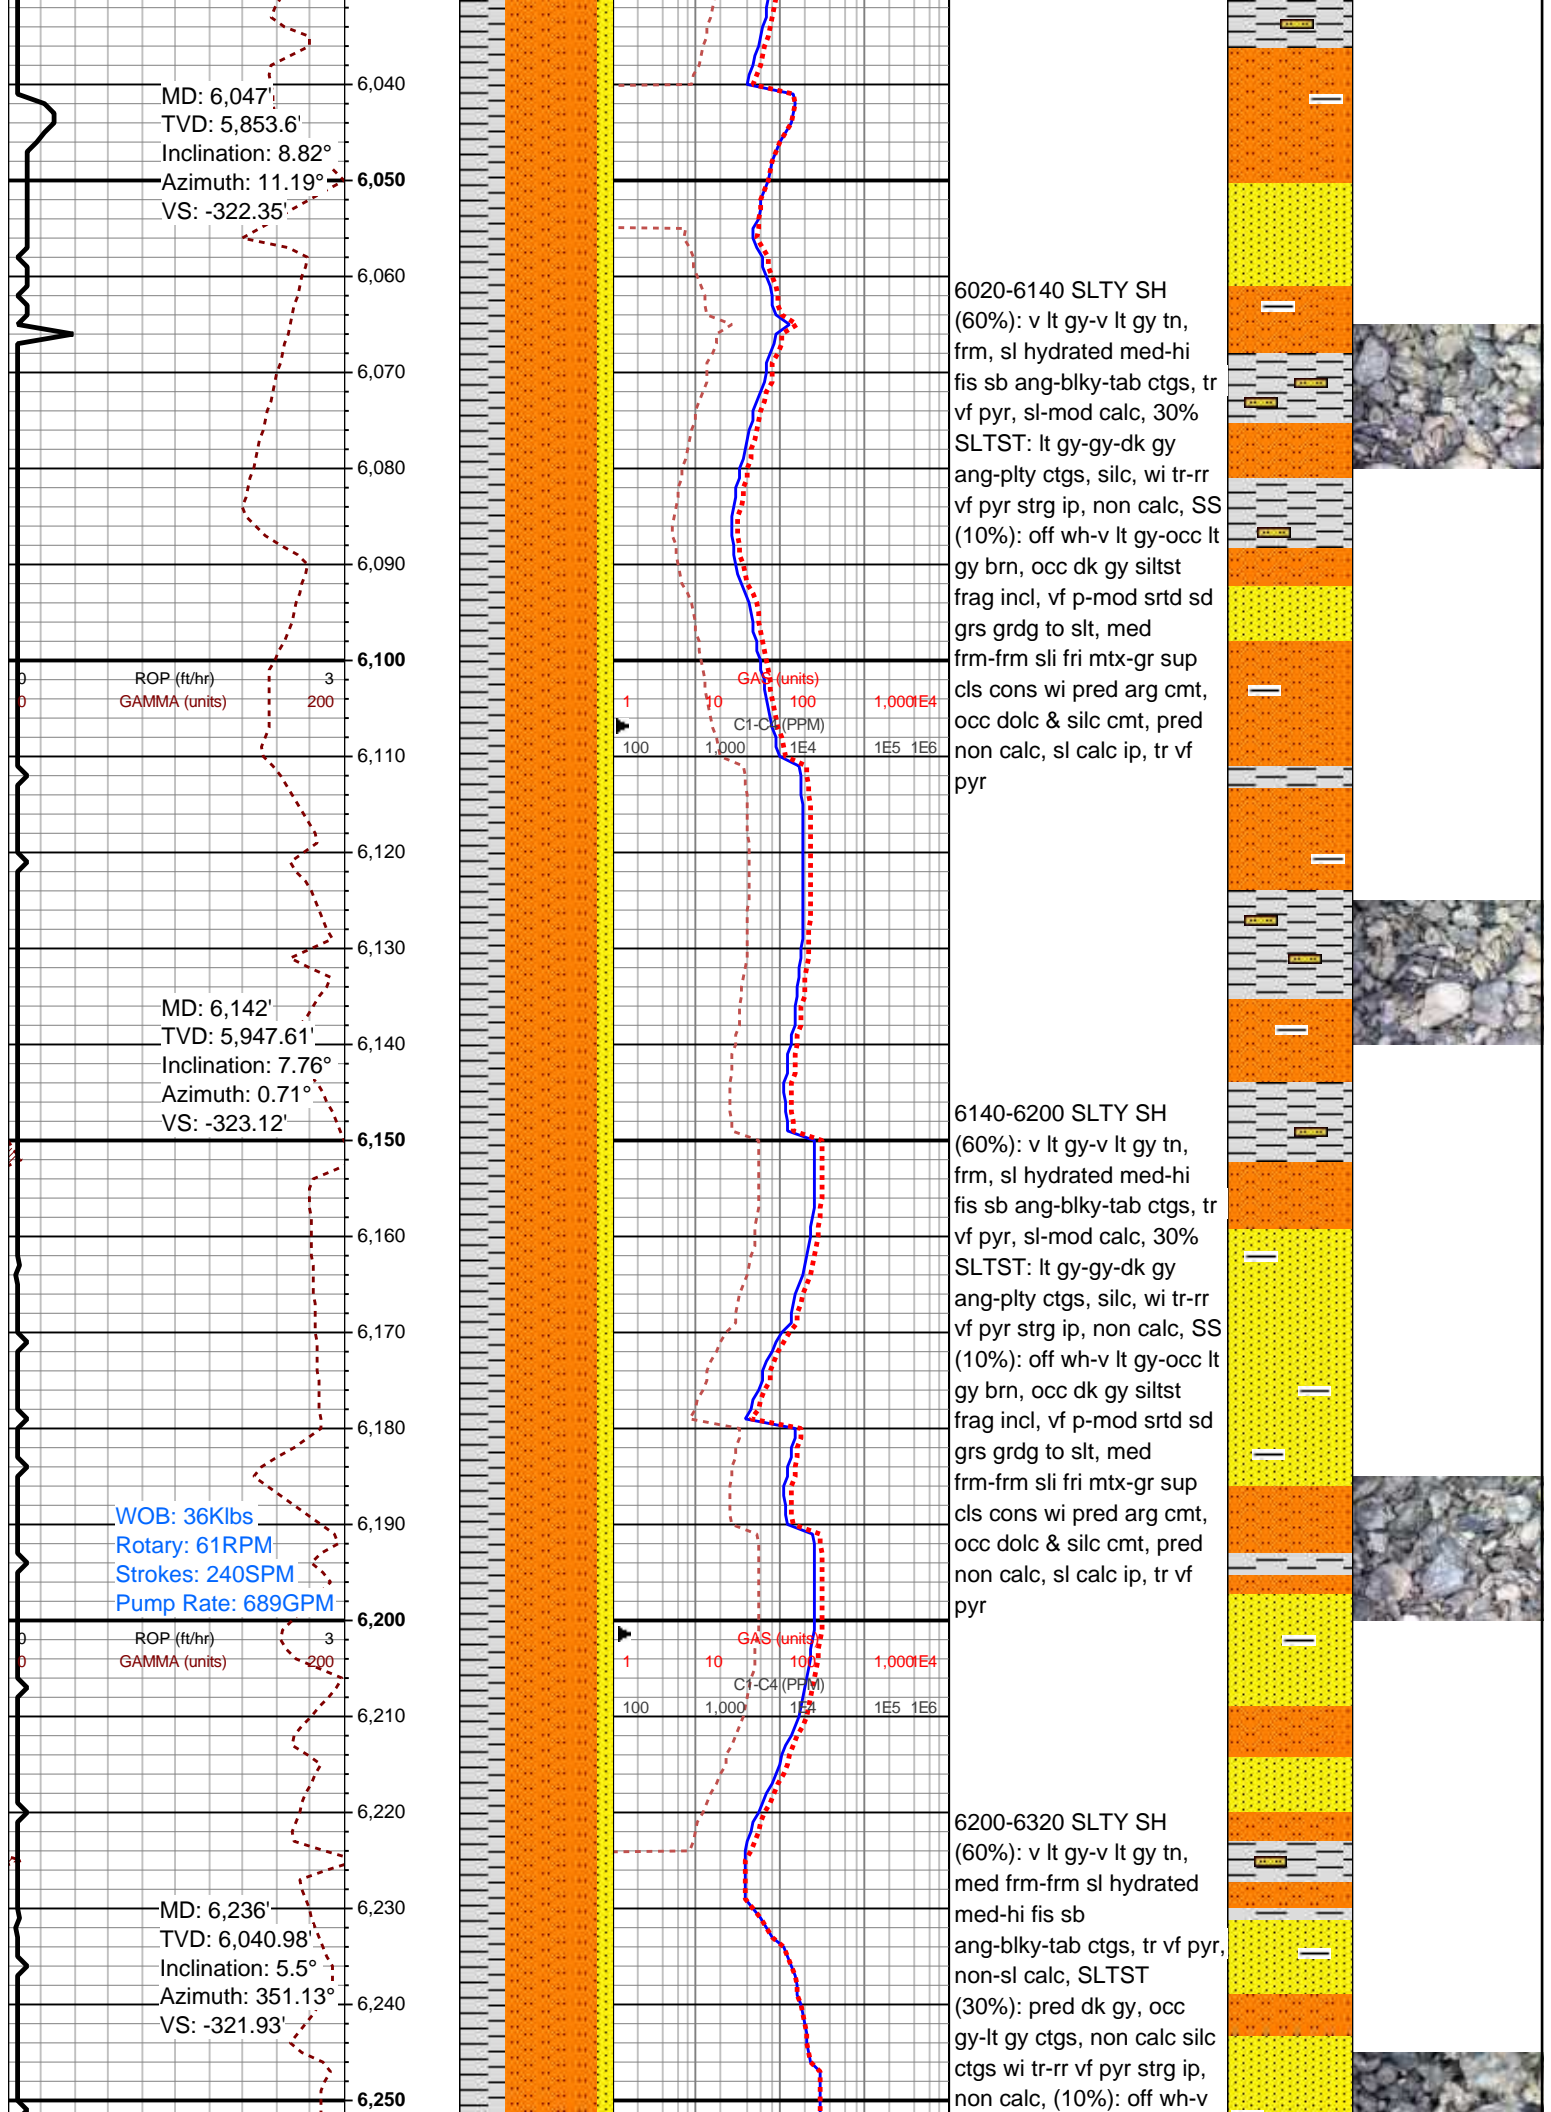 6,040
MD: 6,047'
TVD: 5,853.6'
Inclination: 8.82°
Azimuth: 11.19°
VS: -322.35'
6,050
6,060
6,070
6,080
6,090
6,100
0 ROP (ft/hr) 3
0 GAMMA (units) 200
6,110
6,120
6,130
MD: 6,142'
TVD: 5,947.61'
Inclination: 7.76°
Azimuth: 0.71°
VS: -323.12'
6,140
6,150
6,160
6,170
6,180
WOB: 36Klbs
Rotary: 61RPM
Strokes: 240SPM
Pump Rate: 689GPM
6,190
6,200
0 ROP (ft/hr) 3
0 GAMMA (units) 200
6,210
6,220
6,230
MD: 6,236'
TVD: 6,040.98'
Inclination: 5.5°
Azimuth: 351.13°
VS: -321.93'
6,240
6,250
GAS (units)
1 10 100 1,000 1E4
C1-C4 (PPM)
100 1,000 1E4 1E5 1E6
GAS (units)
1 10 100 1,000 1E4
C1-C4 (PPM)
100 1,000 1E4 1E5 1E6
6020-6140 SLTY SH
(60%): v lt gy-v lt gy tn,
frm, sl hydrated med-hi
fis sb ang-blky-tab ctgs, tr
vf pyr, sl-mod calc, 30%
SLTST: lt gy-gy-dk gy
ang-plty ctgs, silc, wi tr-rr
vf pyr strg ip, non calc, SS
(10%): off wh-v lt gy-occ lt
gy brn, occ dk gy siltst
frag incl, vf p-mod srtd sd
grs grdg to slt, med
frm-frm sli fri mtx-gr sup
cls cons wi pred arg cmt,
occ dolc & silc cmt, pred
non calc, sl calc ip, tr vf
pyr
6140-6200 SLTY SH
(60%): v lt gy-v lt gy tn,
frm, sl hydrated med-hi
fis sb ang-blky-tab ctgs, tr
vf pyr, sl-mod calc, 30%
SLTST: lt gy-gy-dk gy
ang-plty ctgs, silc, wi tr-rr
vf pyr strg ip, non calc, SS
(10%): off wh-v lt gy-occ lt
gy brn, occ dk gy siltst
frag incl, vf p-mod srtd sd
grs grdg to slt, med
frm-frm sli fri mtx-gr sup
cls cons wi pred arg cmt,
occ dolc & silc cmt, pred
non calc, sl calc ip, tr vf
pyr
6200-6320 SLTY SH
(60%): v lt gy-v lt gy tn,
med frm-frm sl hydrated
med-hi fis sb
ang-blky-tab ctgs, tr vf pyr,
non-sl calc, SLTST
(30%): pred dk gy, occ
gy-lt gy ctgs, non calc silc
ctgs wi tr-rr vf pyr strg ip,
non calc, (10%): off wh-v